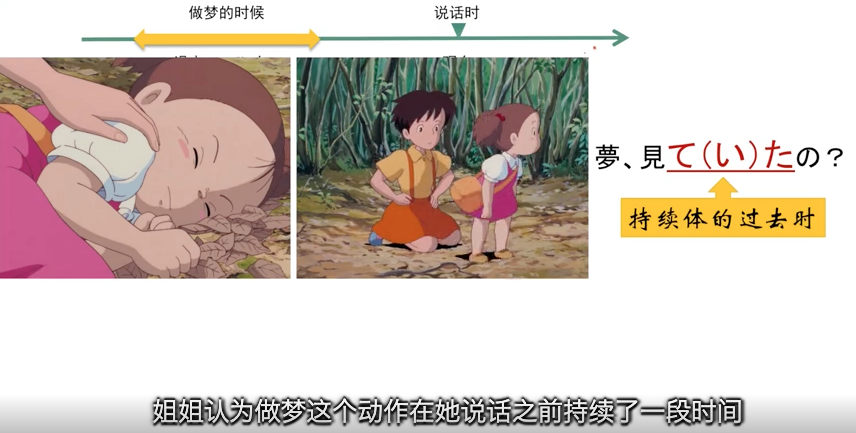 做梦的时候
说话时
夢、見て（い）たの？
持续体的过去时
姐姐认为做梦这个动作在她说话之前持续了一段时间